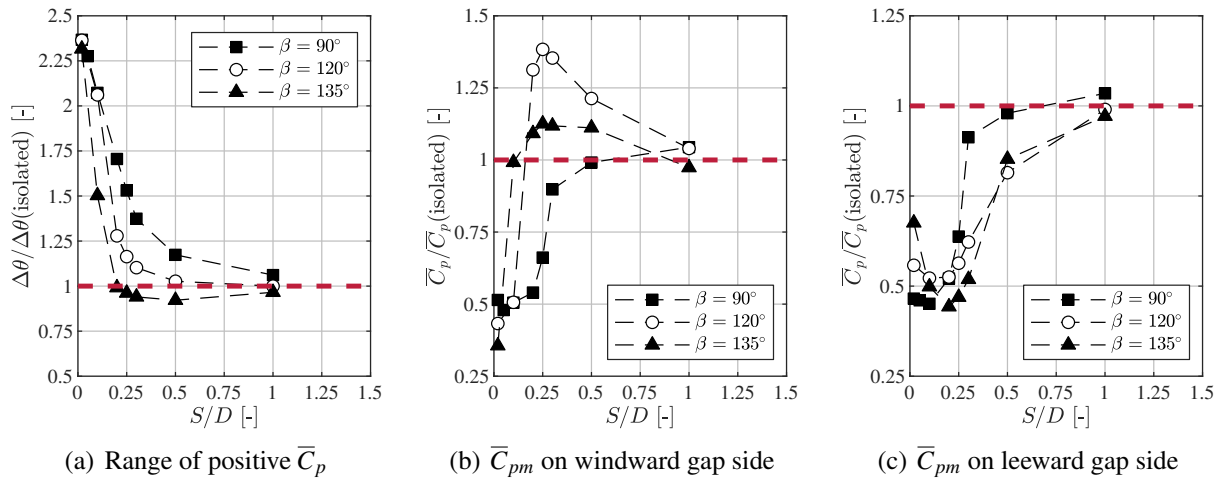 2.5
2.25
2
1.75
1.5
1.25
1
0.75
0.5
0
0.25
0.5
0.75
1
1.25
1.5
Δθ/Δθ(isolated) [-]
S/D [-]
β = 90°
β = 120°
β = 135°
(a) Range of positive C̅p
1.5
1.25
1
0.75
0.5
0.25
0
0.25
0.5
0.75
1
1.25
1.5
C̅p/C̅p(isolated) [-]
S/D [-]
β = 90°
β = 120°
β = 135°
(b) C̅pm on windward gap side
1.25
1
0.75
0.5
0.25
0
0.25
0.5
0.75
1
1.25
1.5
C̅p/C̅p(isolated) [-]
S/D [-]
β = 90°
β = 120°
β = 135°
(c) C̅pm on leeward gap side